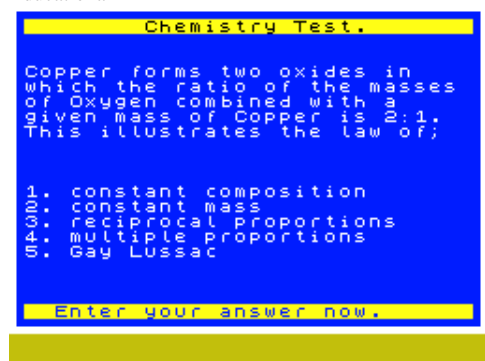 Chemistry Test.
Copper forms two oxides in
which the ratio of the masses
of Oxygen combined with a
given mass of Copper is 2:1.
This illustrates the law of;
1. constant composition
2. constant mass
3. reciprocal proportions
4. multiple proportions
5. Gay Lussac
Enter your answer now.